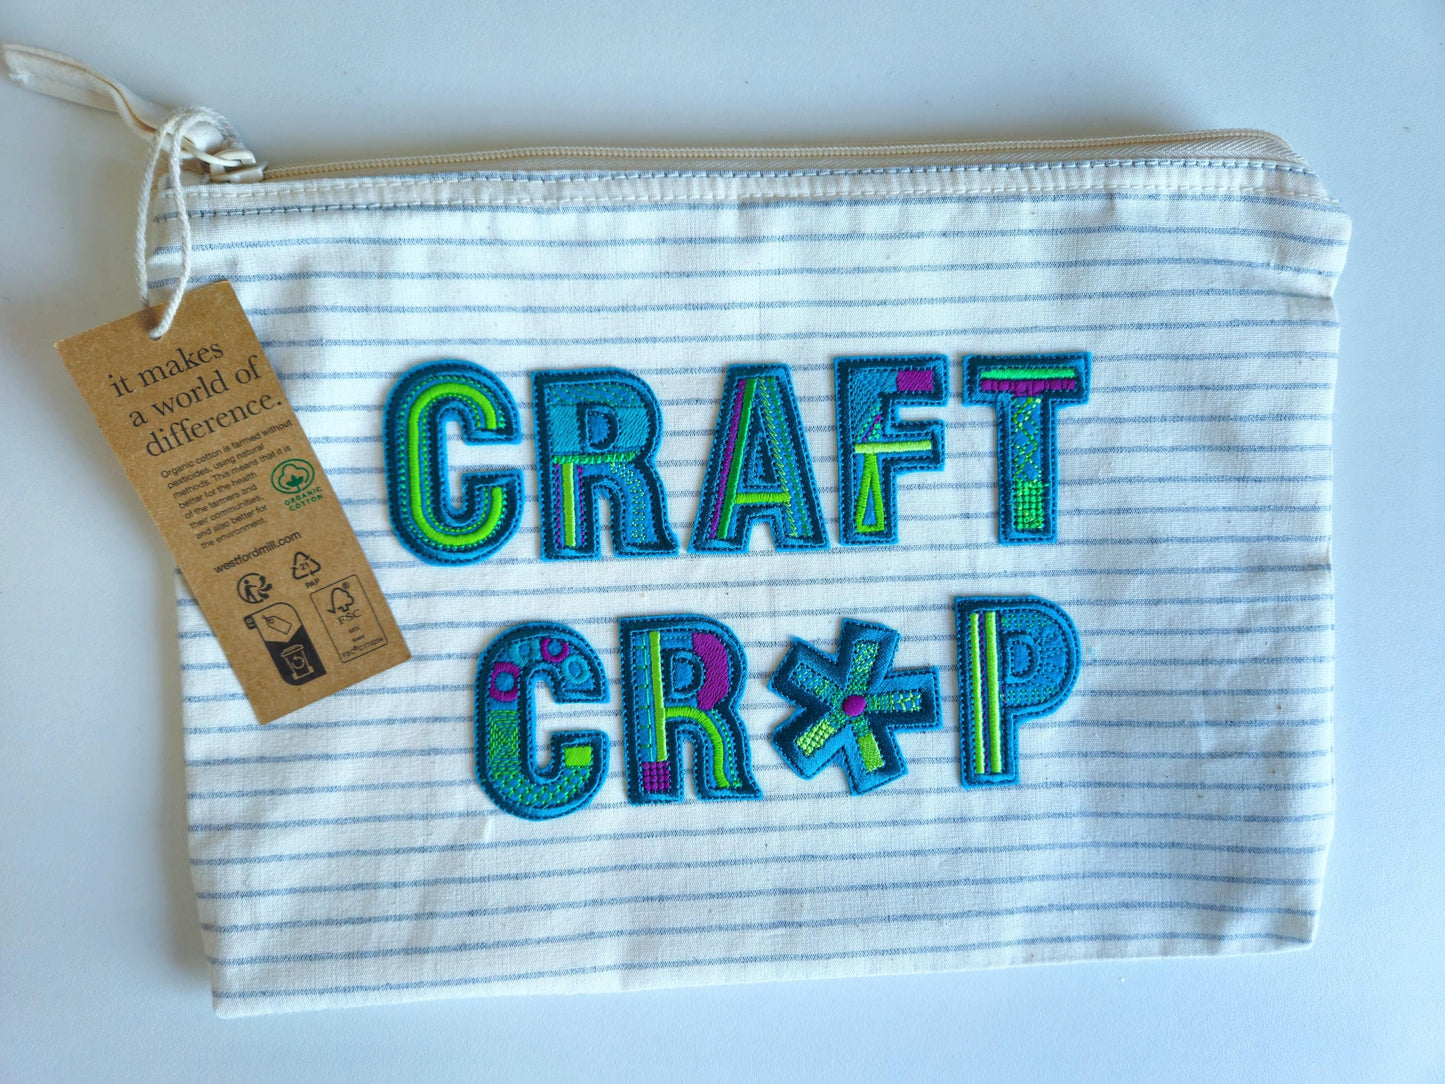 it makes
a world of
difference.
Organic cotton is farmed without
pesticides, using natural
methods. This means that it is
better for the health
of the farmers and
their communities,
and also better for
the environment.
ORGANIC
COTTON
westfordmill.com
21
PAP
FSC
MIX
CRAFT
CR*P